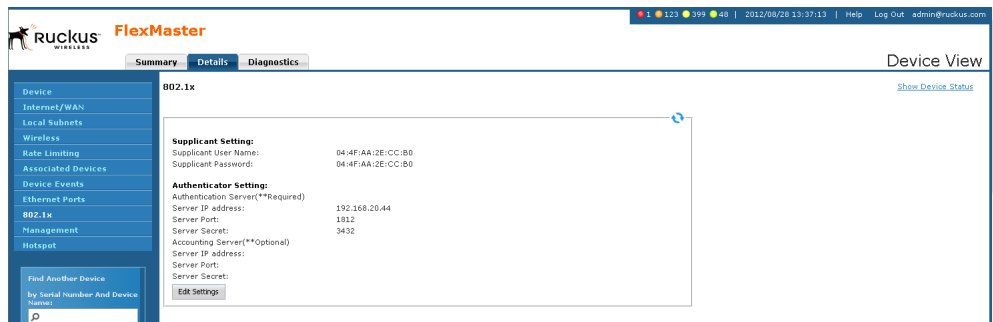 1 123 399 48 | 2012/08/28 13:37:13 | Help Log Out admin@ruckus.com
RUCKUS WIRELESS
FlexMaster
Summary Details Diagnostics
Device View
Device
Internet/WAN
Local Subnets
Wireless
Rate Limiting
Associated Devices
Device Events
Ethernet Ports
802.1x
Management
Hotspot
Find Another Device
by Serial Number And Device
Name:
802.1x
Show Device Status
Supplicant Setting:
Supplicant User Name: 04:4F:AA:2E:CC:B0
Supplicant Password: 04:4F:AA:2E:CC:B0
Authenticator Setting:
Authentication Server(**Required)
Server IP address: 192.168.20.44
Server Port: 1812
Server Secret: 3432
Accounting Server(**Optional)
Server IP address:
Server Port:
Server Secret:
Edit Settings